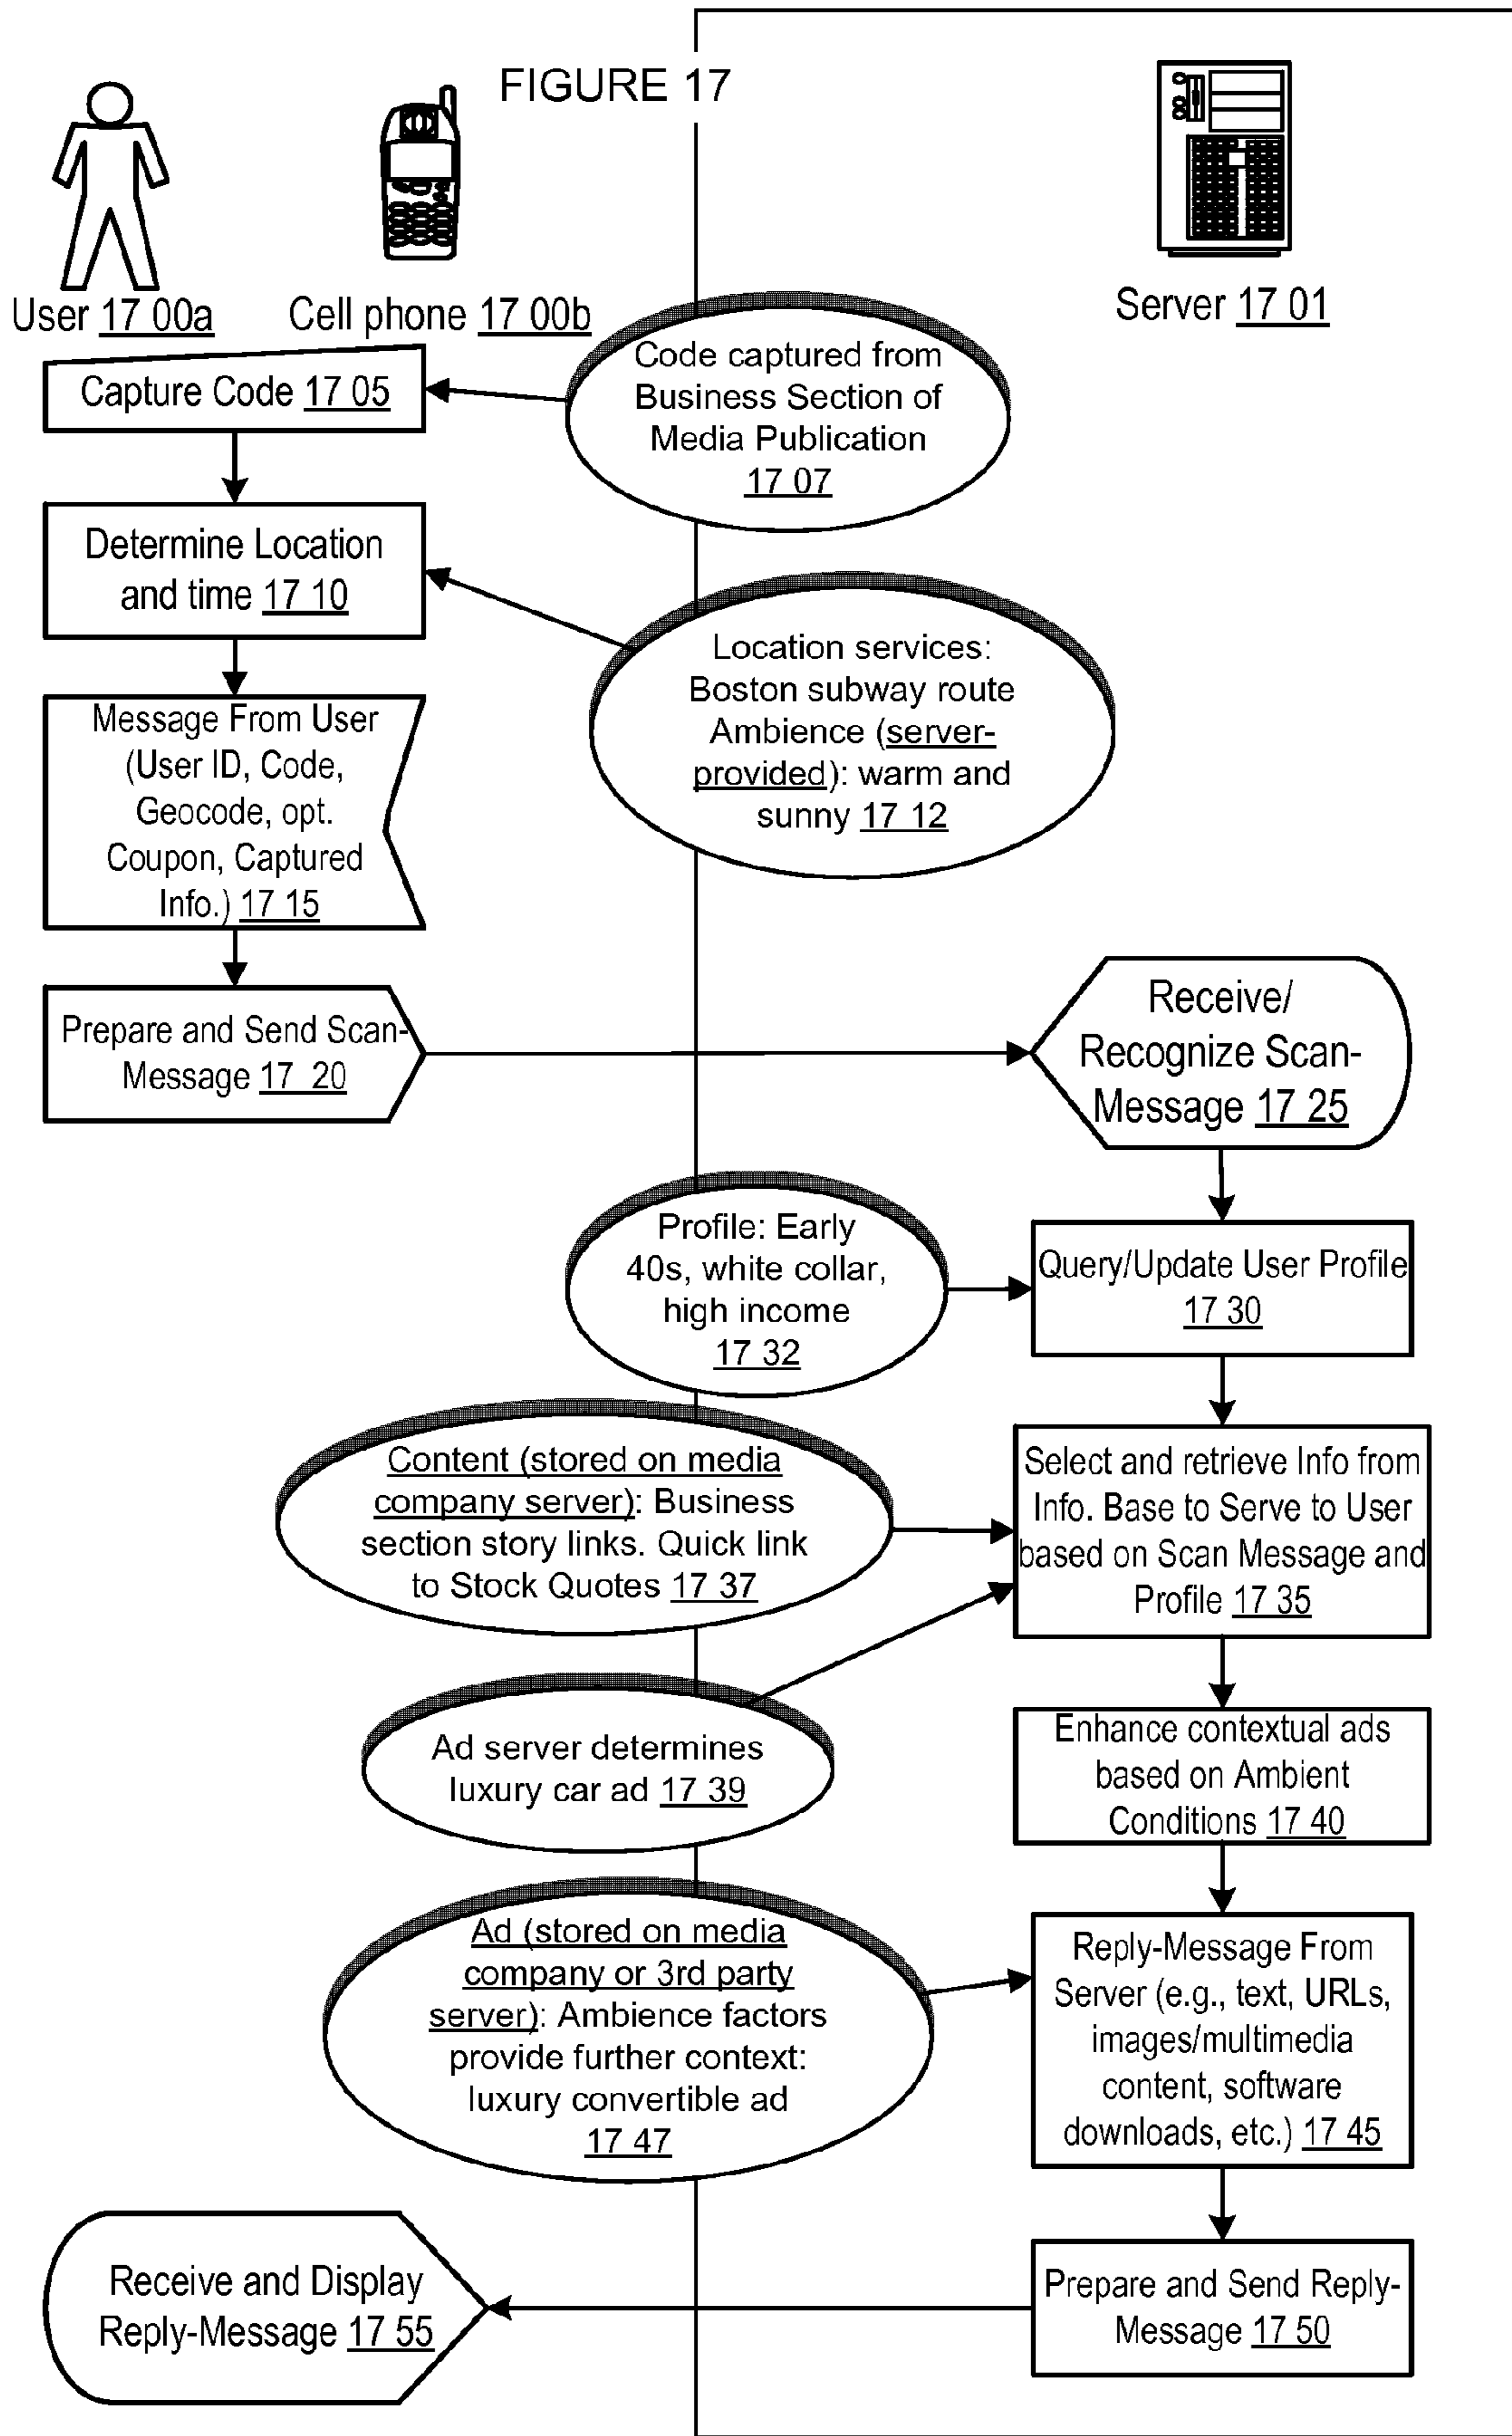 FIGURE 17
User 17 00a
Cell phone 17 00b
Server 17 01
Code captured from
Business Section of
Media Publication
17 07
Capture Code 17 05
Determine Location
and time 17 10
Location services:
Boston subway route
Ambience (server-
provided): warm and
sunny 17 12
Message From User
(User ID, Code,
Geocode, opt.
Coupon, Captured
Info.) 17 15
Prepare and Send Scan-
Message 17 20
Receive/
Recognize Scan-
Message 17 25
Profile: Early
40s, white collar,
high income
17 32
Query/Update User Profile
17 30
Content (stored on media
company server): Business
section story links. Quick link
to Stock Quotes 17 37
Select and retrieve Info from
Info. Base to Serve to User
based on Scan Message and
Profile 17 35
Ad server determines
luxury car ad 17 39
Enhance contextual ads
based on Ambient
Conditions 17 40
Ad (stored on media
company or 3rd party
server): Ambience factors
provide further context:
luxury convertible ad
17 47
Reply-Message From
Server (e.g., text, URLs,
images/multimedia
content, software
downloads, etc.) 17 45
Prepare and Send Reply-
Message 17 50
Receive and Display
Reply-Message 17 55